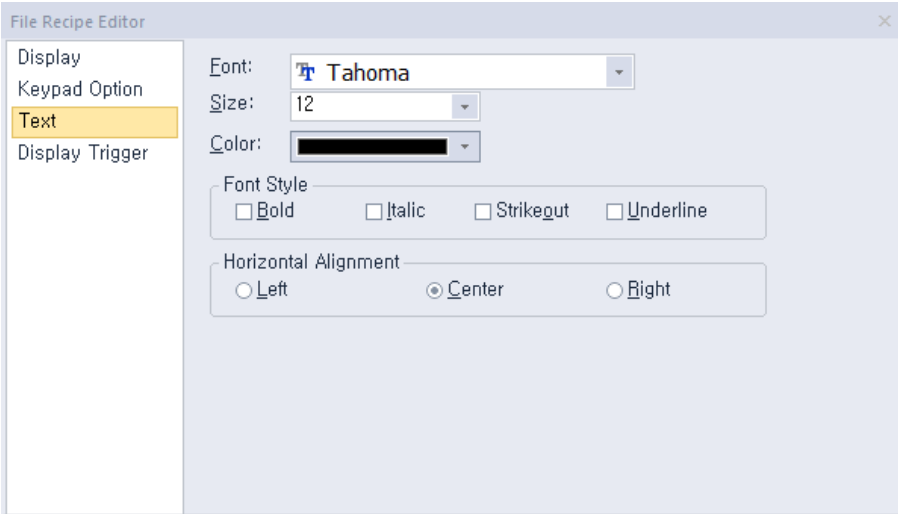 File Recipe Editor
Display
Keypad Option
Text
Display Trigger
Font: Tahoma
Size: 12
Color:
Font Style
Bold Italic Strikeout Underline
Horizontal Alignment
Left Center Right